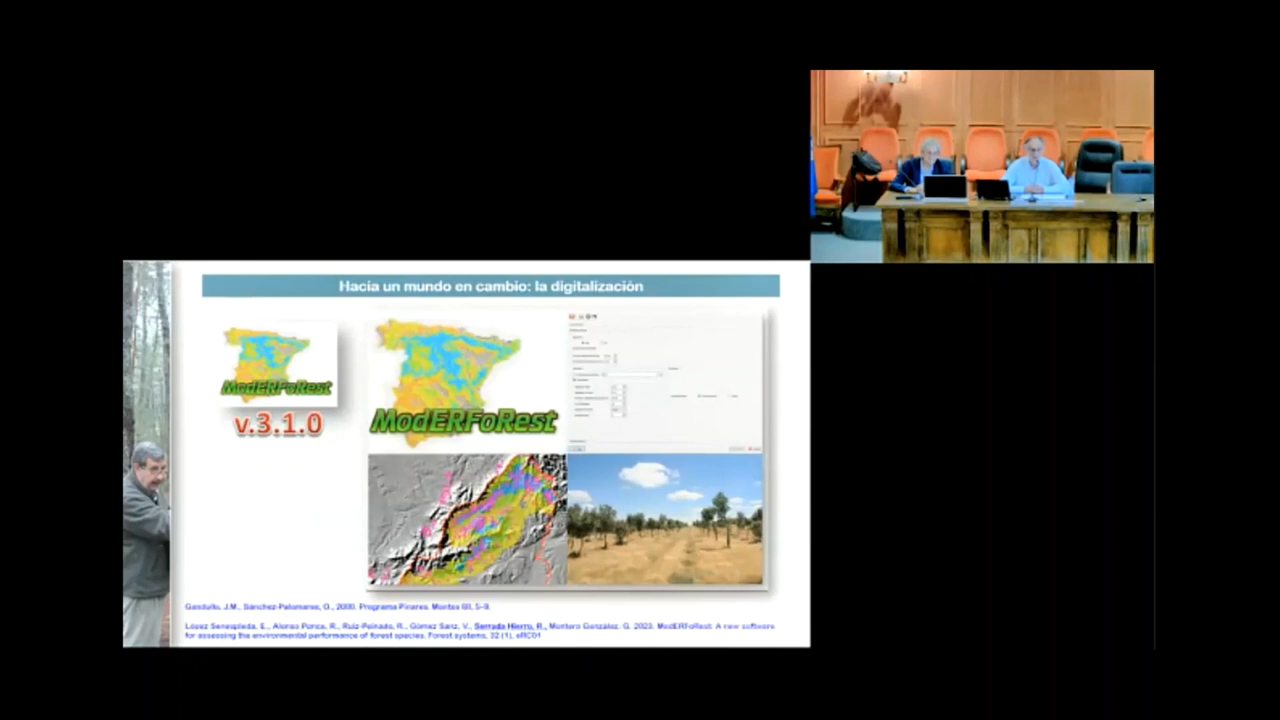 Hacia un mundo en cambio: la digitalización
ModERFoRest
v.3.1.0
ModERFoRest
Gandullo, J.M., Sánchez-Palomares, O., 2000. Programa Pinares. Montes 60, 5-9.
López Senespleda, E., Alonso Ponce, R., Ruiz-Peinado, R., Gómez Sanz, V., Serrada Hierro, R., Montero González, G. 2023. ModERFoRest: A new software
for assessing the environmental performance of forest species. Forest systems, 32 (1), eRC01